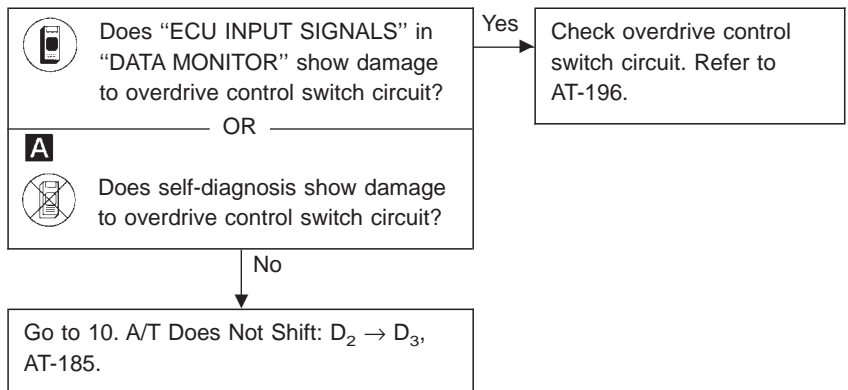 Does “ECU INPUT SIGNALS” in
“DATA MONITOR” show damage
to overdrive control switch circuit?
Yes
Check overdrive control
switch circuit. Refer to
AT-196.
OR
A
Does self-diagnosis show damage
to overdrive control switch circuit?
No
Go to 10. A/T Does Not Shift: D₂ → D₃,
AT-185.